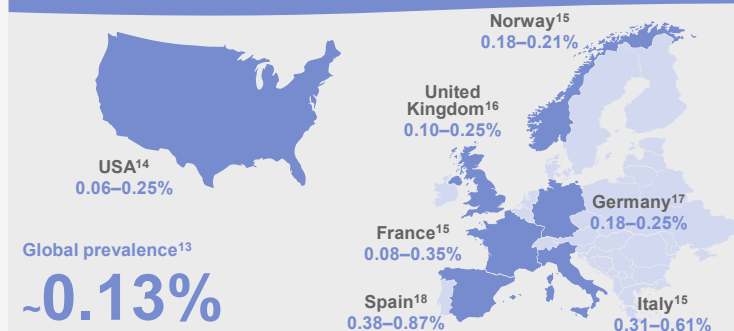 Norway¹⁵
0.18–0.21%
United
Kingdom¹⁶
0.10–0.25%
USA¹⁴
0.06–0.25%
Germany¹⁷
0.18–0.25%
France¹⁵
0.08–0.35%
Global prevalence¹³
~0.13%
Spain¹⁸
0.38–0.87%
Italy¹⁵
0.31–0.61%